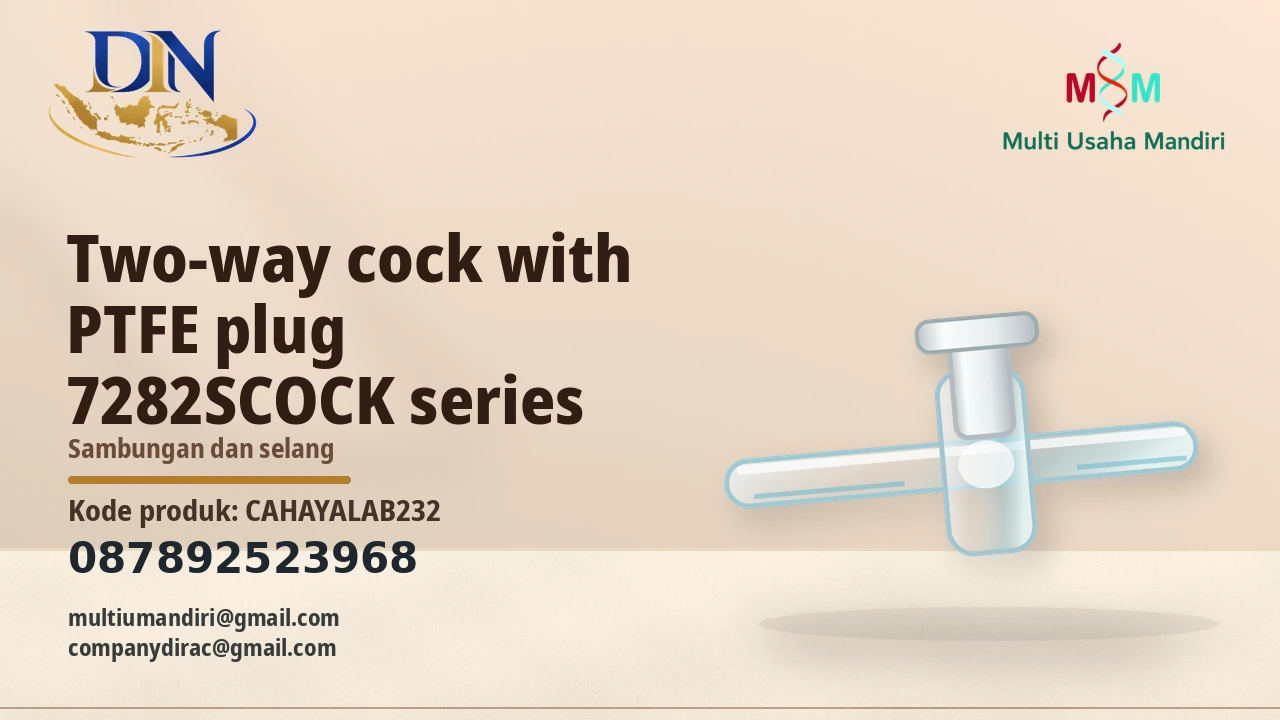 DIN
M M
Multi Usaha Mandiri
Two-way cock with
PTFE plug
7282SCOCK series
Sambungan dan selang
Kode produk: CAHAYALAB232
087892523968
multiumandiri@gmail.com
companydirac@gmail.com